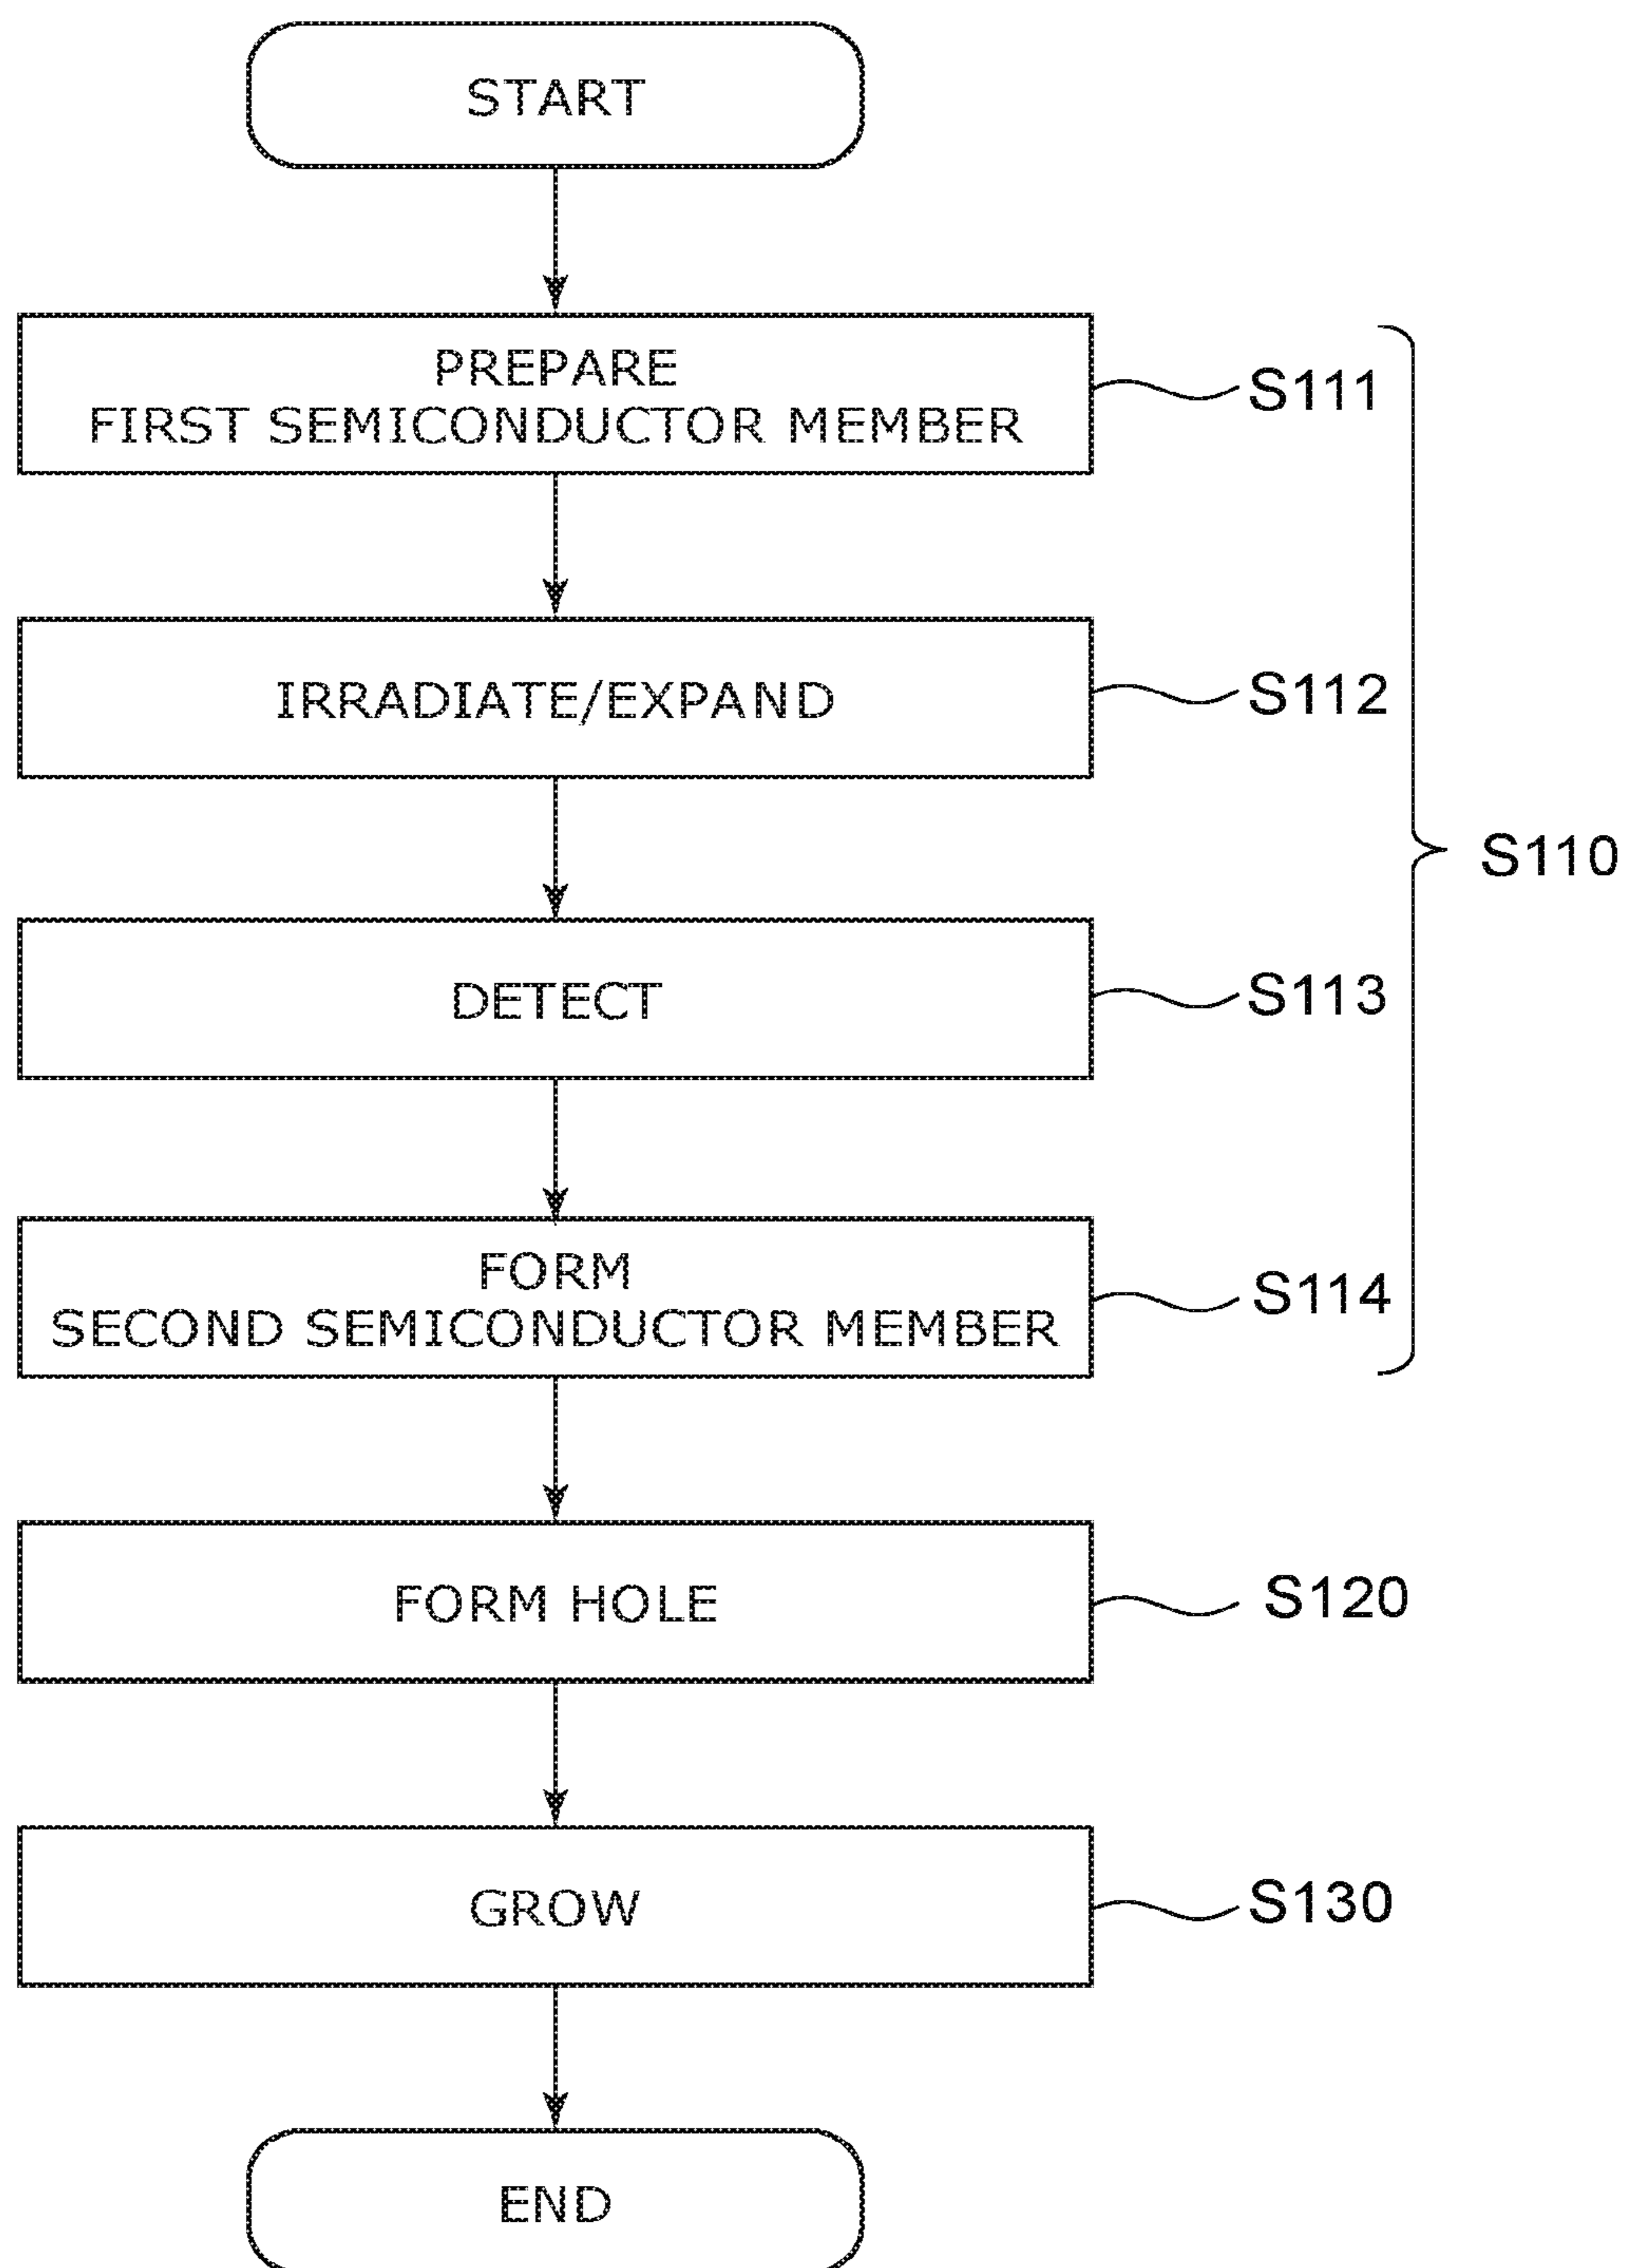 START
PREPARE
FIRST SEMICONDUCTOR MEMBER
S111
IRRADIATE/EXPAND
S112
S110
DETECT
S113
FORM
SECOND SEMICONDUCTOR MEMBER
S114
FORM HOLE
S120
GROW
S130
END